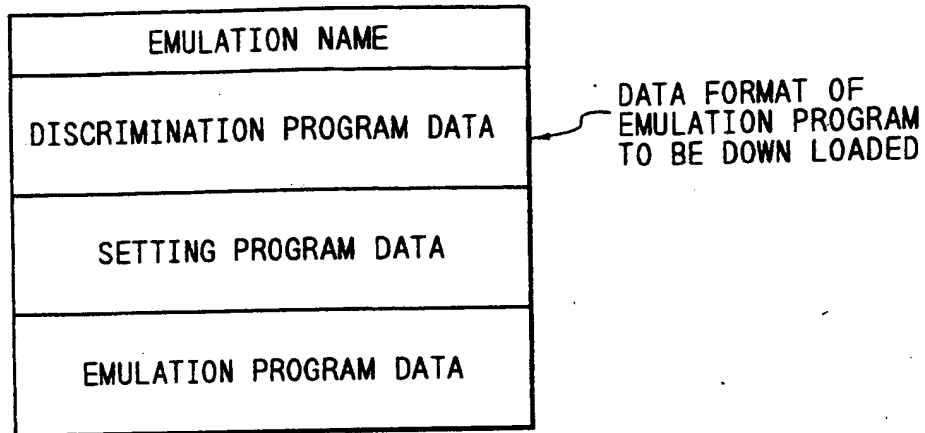 EMULATION NAME
DISCRIMINATION PROGRAM DATA
SETTING PROGRAM DATA
EMULATION PROGRAM DATA
DATA FORMAT OF
EMULATION PROGRAM
TO BE DOWN LOADED